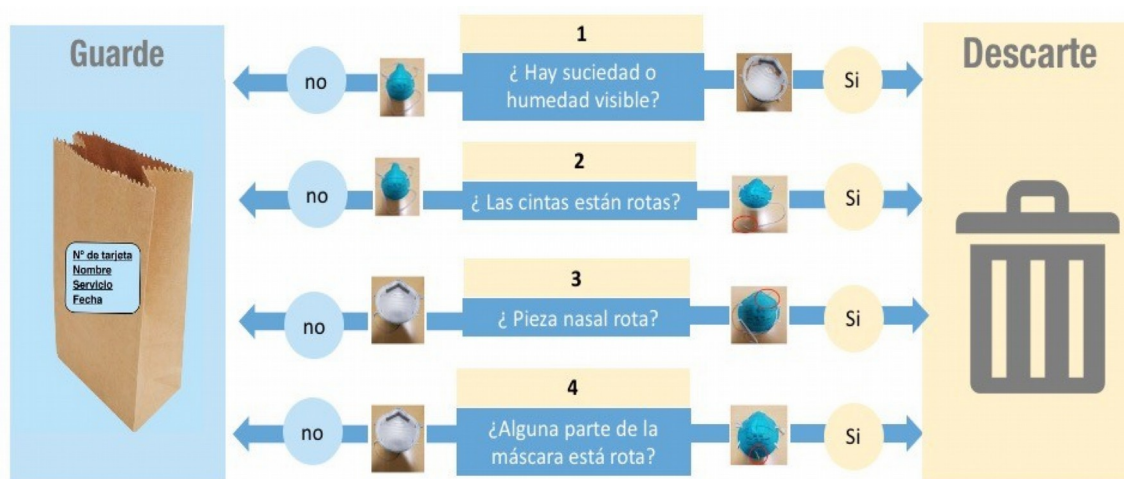 Guarde
Nº de tarjeta
Nombre
Servicio
Fecha
1
¿ Hay suciedad o
humedad visible?
no
Si
2
¿ Las cintas están rotas?
no
Si
3
¿ Pieza nasal rota?
no
Si
4
¿Alguna parte de la
máscara está rota?
no
Si
Descarte